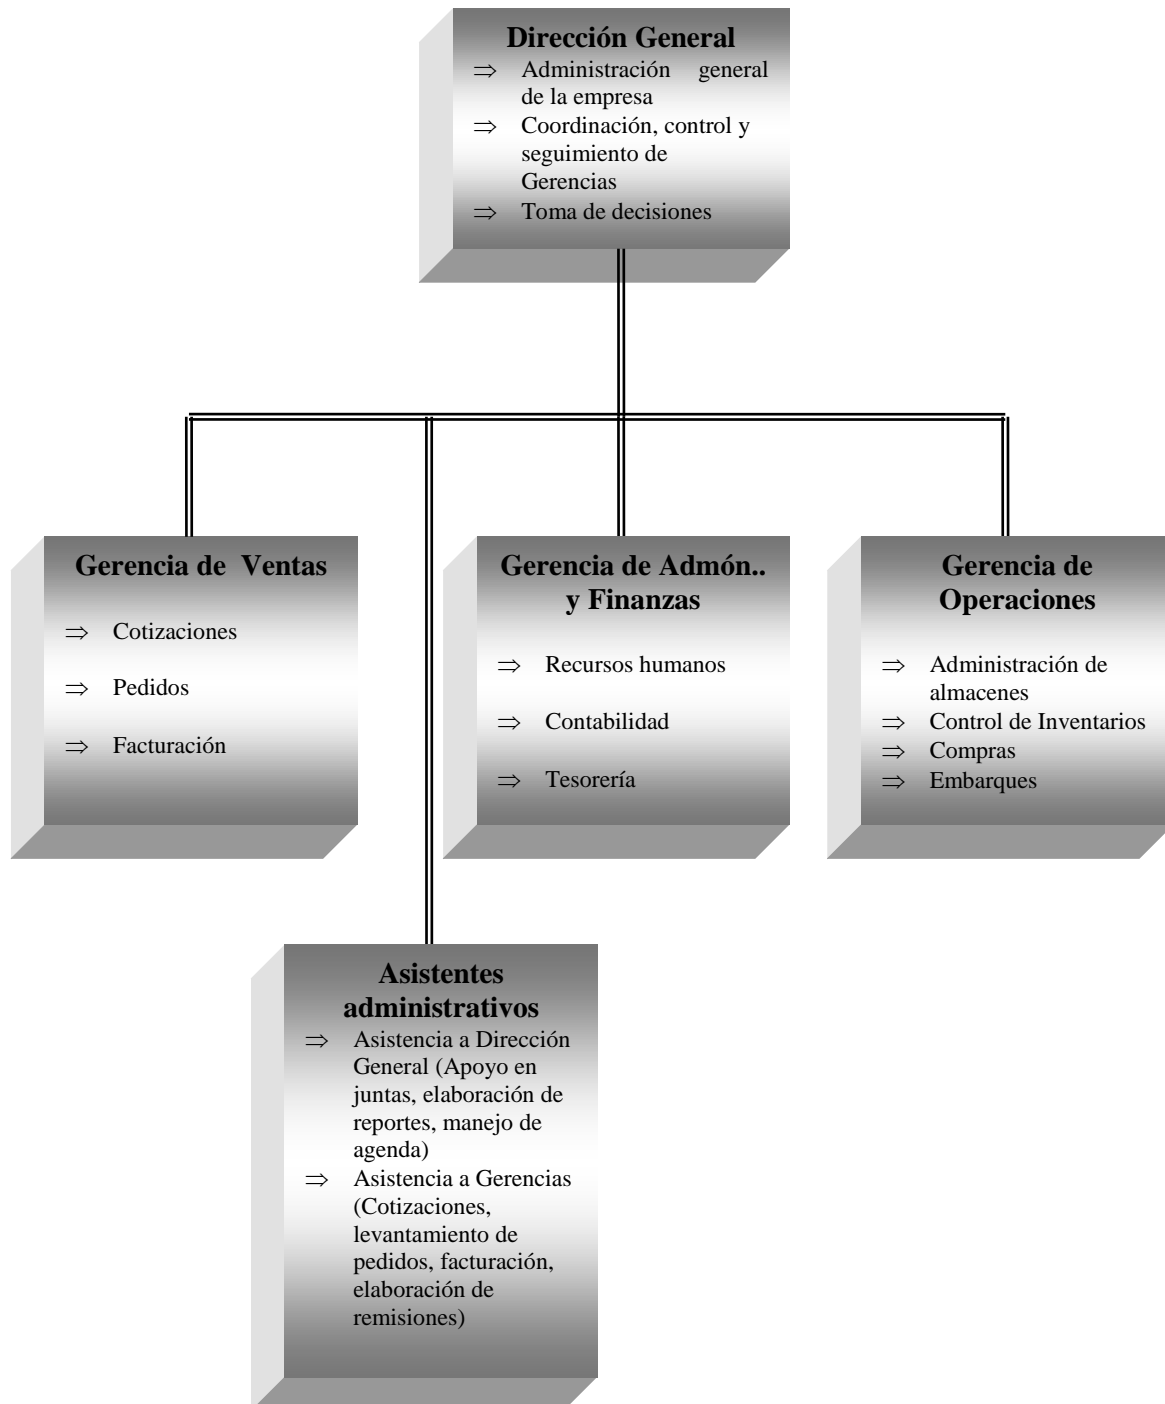 Dirección General
⇒ Administración general
de la empresa
⇒ Coordinación, control y
seguimiento de
Gerencias
⇒ Toma de decisiones
Gerencia de Ventas
⇒ Cotizaciones
⇒ Pedidos
⇒ Facturación
Gerencia de Admón..
y Finanzas
⇒ Recursos humanos
⇒ Contabilidad
⇒ Tesorería
Gerencia de
Operaciones
⇒ Administración de
almacenes
⇒ Control de Inventarios
⇒ Compras
⇒ Embarques
Asistentes
administrativos
⇒ Asistencia a Dirección
General (Apoyo en
juntas, elaboración de
reportes, manejo de
agenda)
⇒ Asistencia a Gerencias
(Cotizaciones,
levantamiento de
pedidos, facturación,
elaboración de
remisiones)